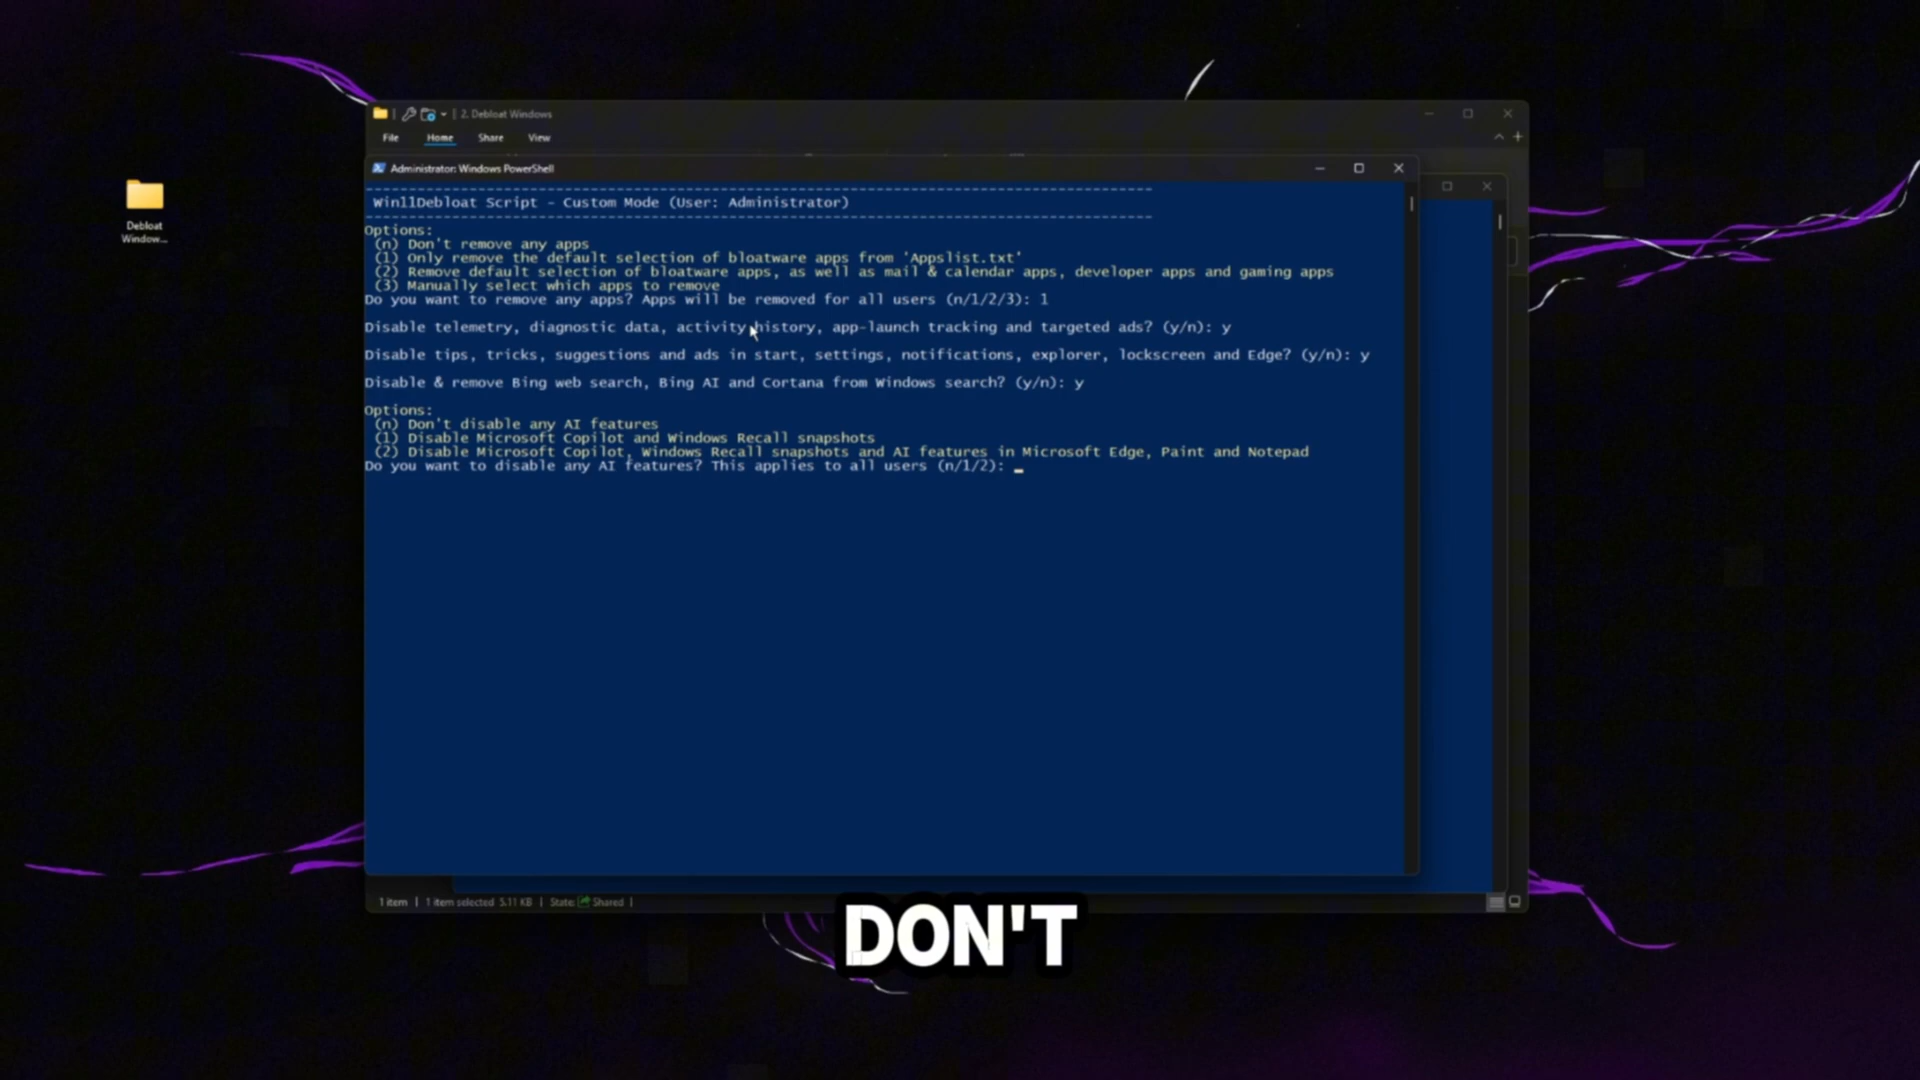 2. Debloat Windows
File Home Share View
Administrator: Windows PowerShell
-------------------------------------------------------------------------------------------
Win11Debloat Script - Custom Mode (User: Administrator)
-------------------------------------------------------------------------------------------
Options:
(n) Don't remove any apps
(1) Only remove the default selection of bloatware apps from 'Appslist.txt'
(2) Remove default selection of bloatware apps, as well as mail & calendar apps, developer apps and gaming apps
(3) Manually select which apps to remove
Do you want to remove any apps? Apps will be removed for all users (n/1/2/3): 1
Disable telemetry, diagnostic data, activity history, app-launch tracking and targeted ads? (y/n): y
Disable tips, tricks, suggestions and ads in start, settings, notifications, explorer, lockscreen and Edge? (y/n): y
Disable & remove Bing web search, Bing AI and Cortana from Windows search? (y/n): y
Options:
(n) Don't disable any AI features
(1) Disable Microsoft Copilot and Windows Recall snapshots
(2) Disable Microsoft Copilot, Windows Recall snapshots and AI features in Microsoft Edge, Paint and Notepad
Do you want to disable any AI features? This applies to all users (n/1/2): _
Debloat
Window...
1 item | 1 item selected 5.11 KB | State: Shared |
DON'T